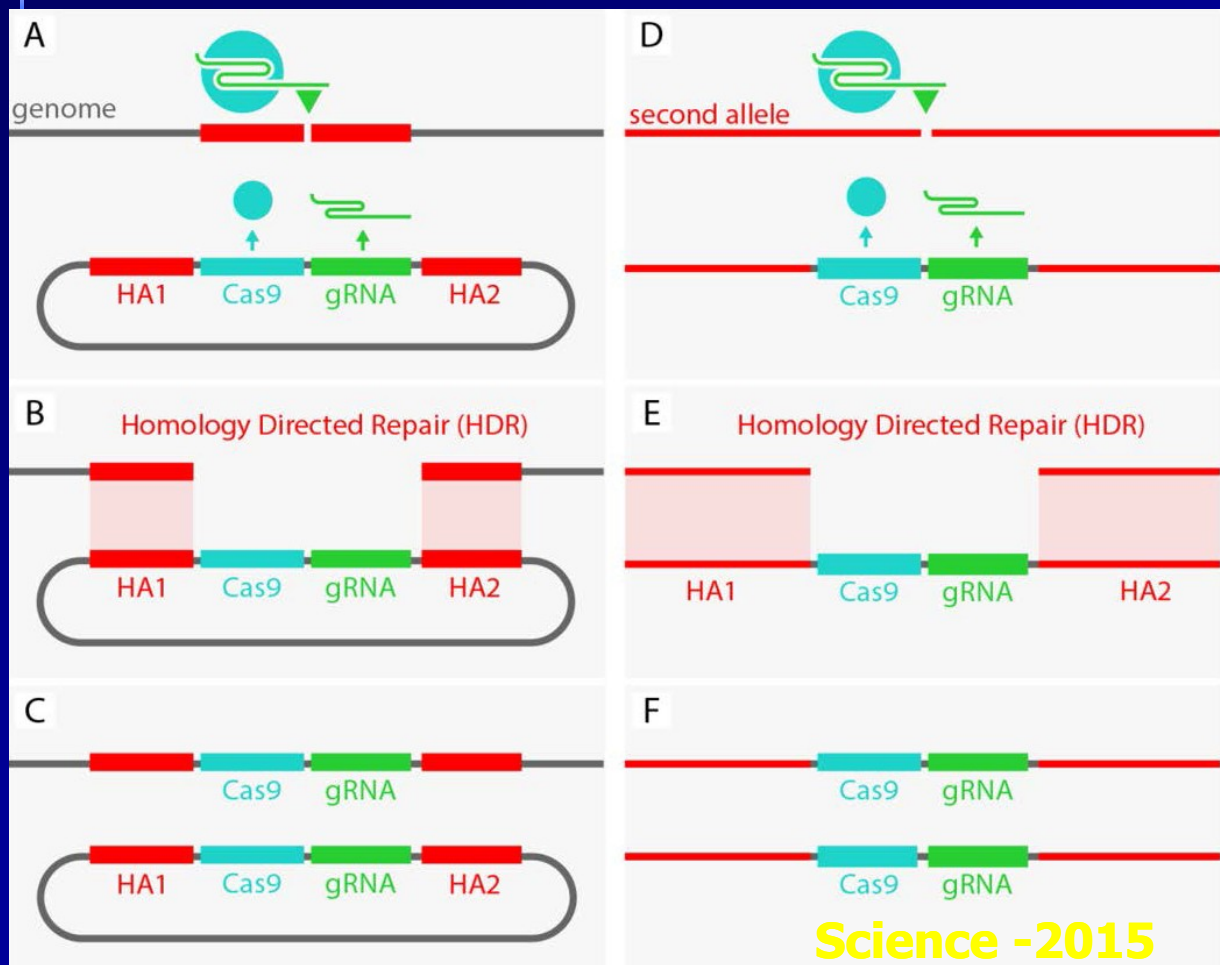 A
genome
HA1 Cas9 gRNA HA2
B
Homology Directed Repair (HDR)
HA1 Cas9 gRNA HA2
C
Cas9 gRNA
HA1 Cas9 gRNA HA2
D
second allele
Cas9 gRNA
E
Homology Directed Repair (HDR)
HA1 Cas9 gRNA HA2
F
Cas9 gRNA
Cas9 gRNA
Science -2015